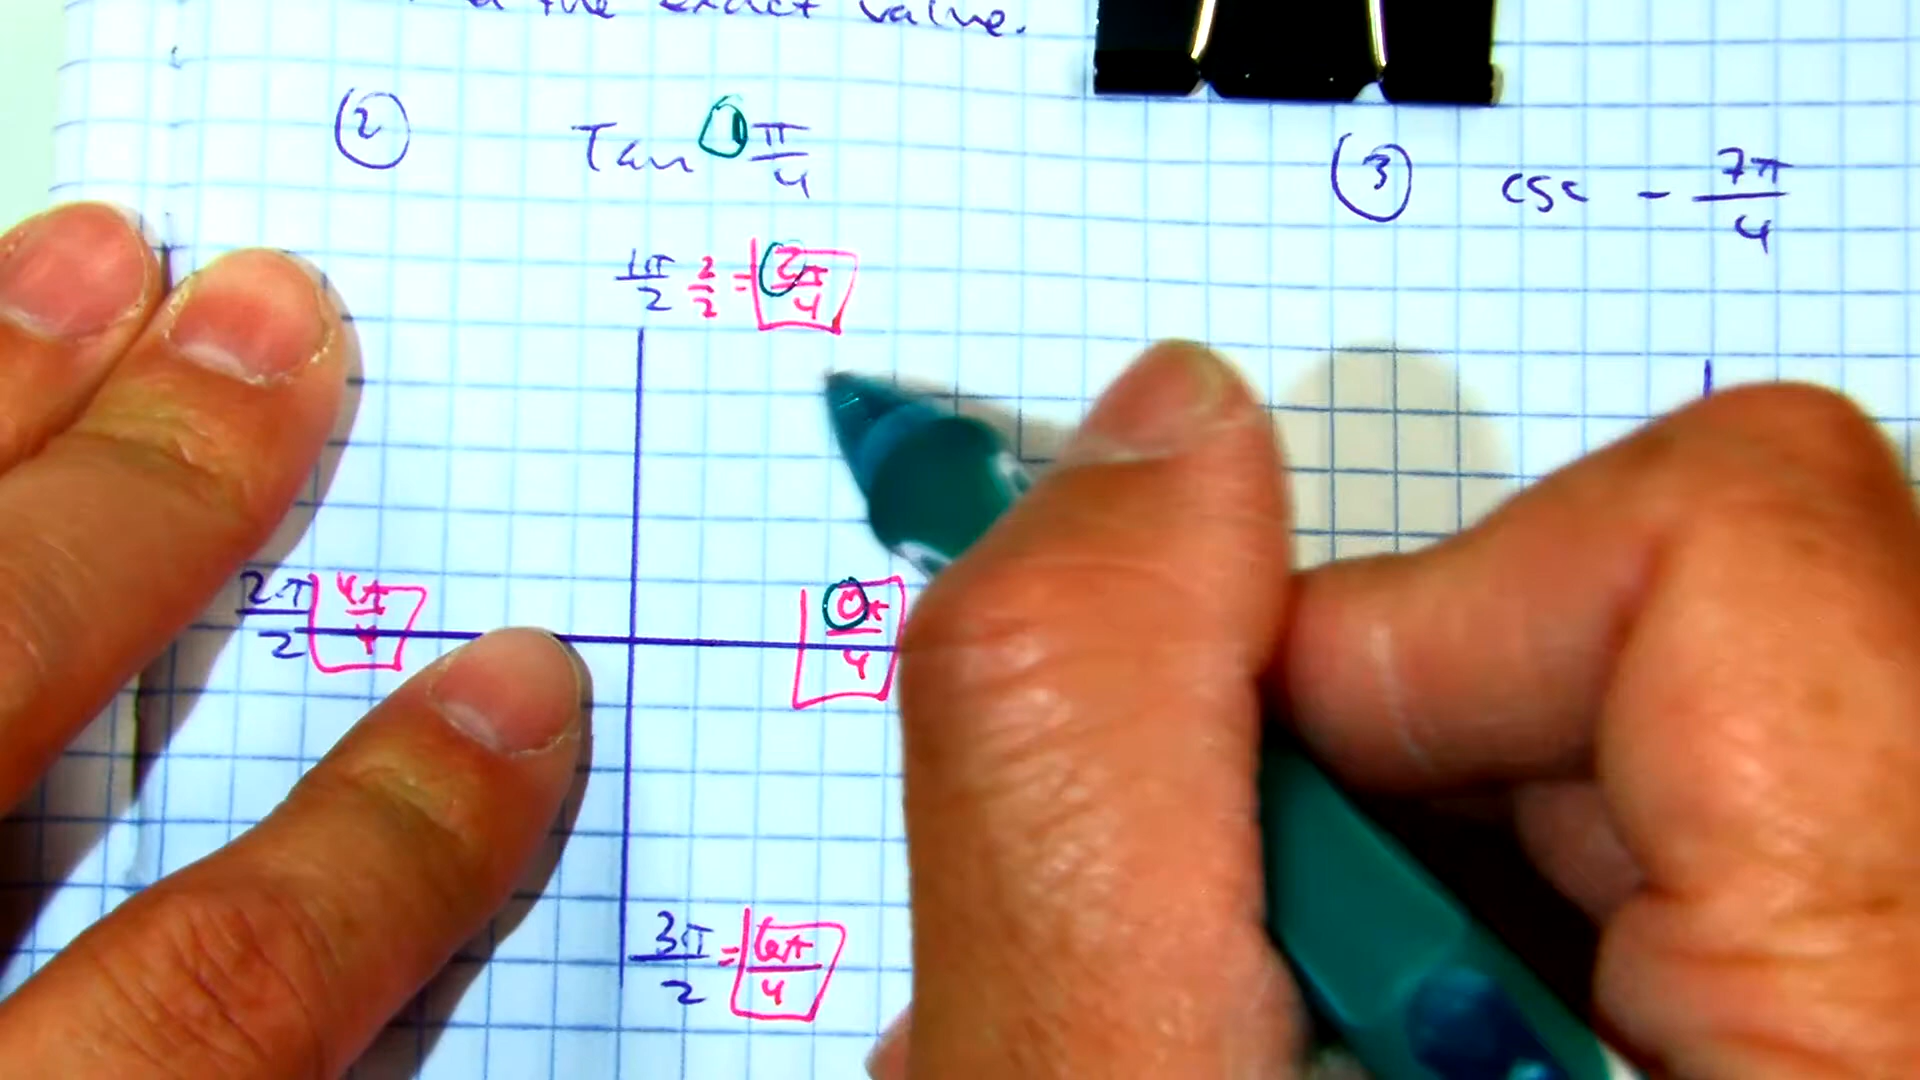 the exact value.
② Tan 1π/4
③ csc - 7π/4
1π/2 2/2 = 2π/4
2π/2 4π/4
0π/4
3π/2 = 6π/4